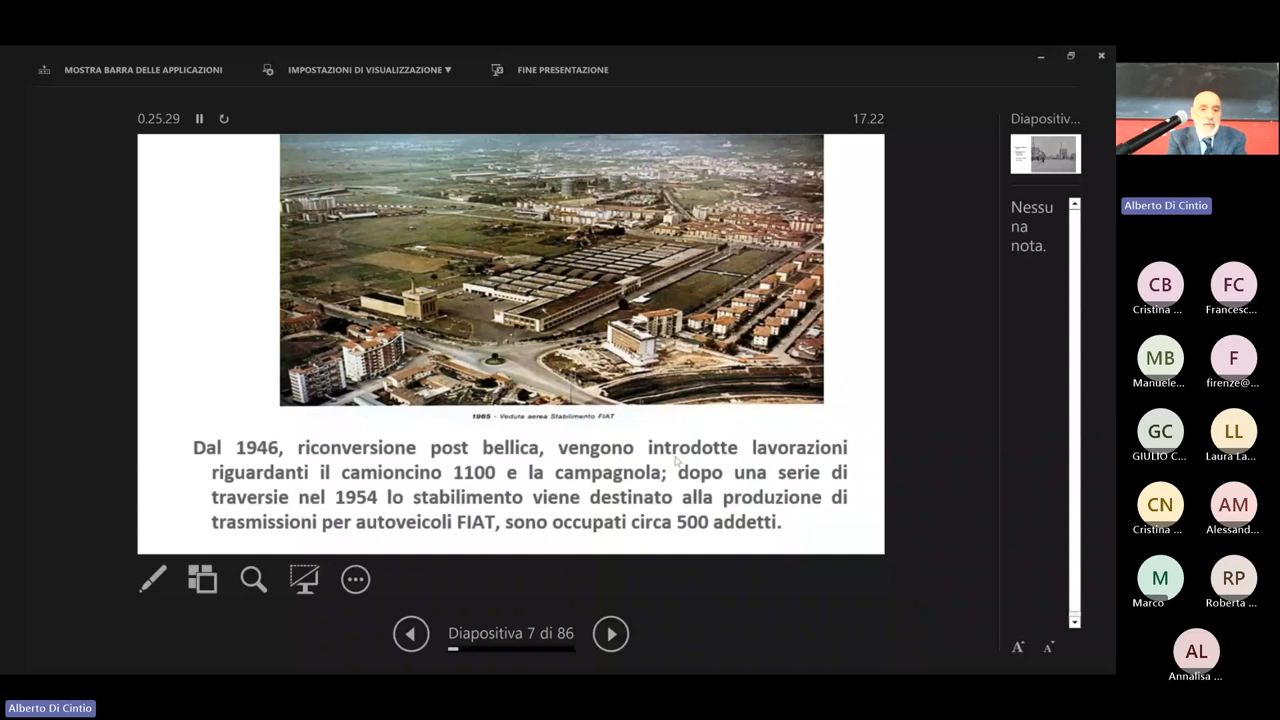 MOSTRA BARRA DELLE APPLICAZIONI
IMPOSTAZIONI DI VISUALIZZAZIONE ▼
FINE PRESENTAZIONE
0.25.29
17.22
1965 - Veduta aerea Stabilimento FIAT
Dal 1946, riconversione post bellica, vengono introdotte lavorazioni
riguardanti il camioncino 1100 e la campagnola; dopo una serie di
traversie nel 1954 lo stabilimento viene destinato alla produzione di
trasmissioni per autoveicoli FIAT, sono occupati circa 500 addetti.
Diapositiva 7 di 86
Diapositiv...
Nessu
na
nota.
A A
Alberto Di Cintio
CB FC
Cristina ... Francesc...
MB F
Manuele... firenze@...
GC LL
GIULIO C... Laura La...
CN AM
Cristina ... Alessand...
M RP
Marco Roberta ...
AL
Annalisa ...
Alberto Di Cintio